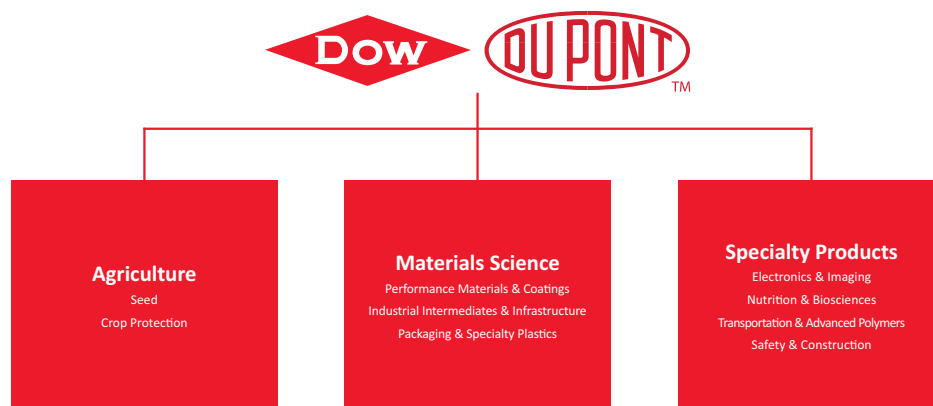 DOW
DU PONT
TM
Agriculture
Seed
Crop Protection
Materials Science
Performance Materials & Coatings
Industrial Intermediates & Infrastructure
Packaging & Specialty Plastics
Specialty Products
Electronics & Imaging
Nutrition & Biosciences
Transportation & Advanced Polymers
Safety & Construction